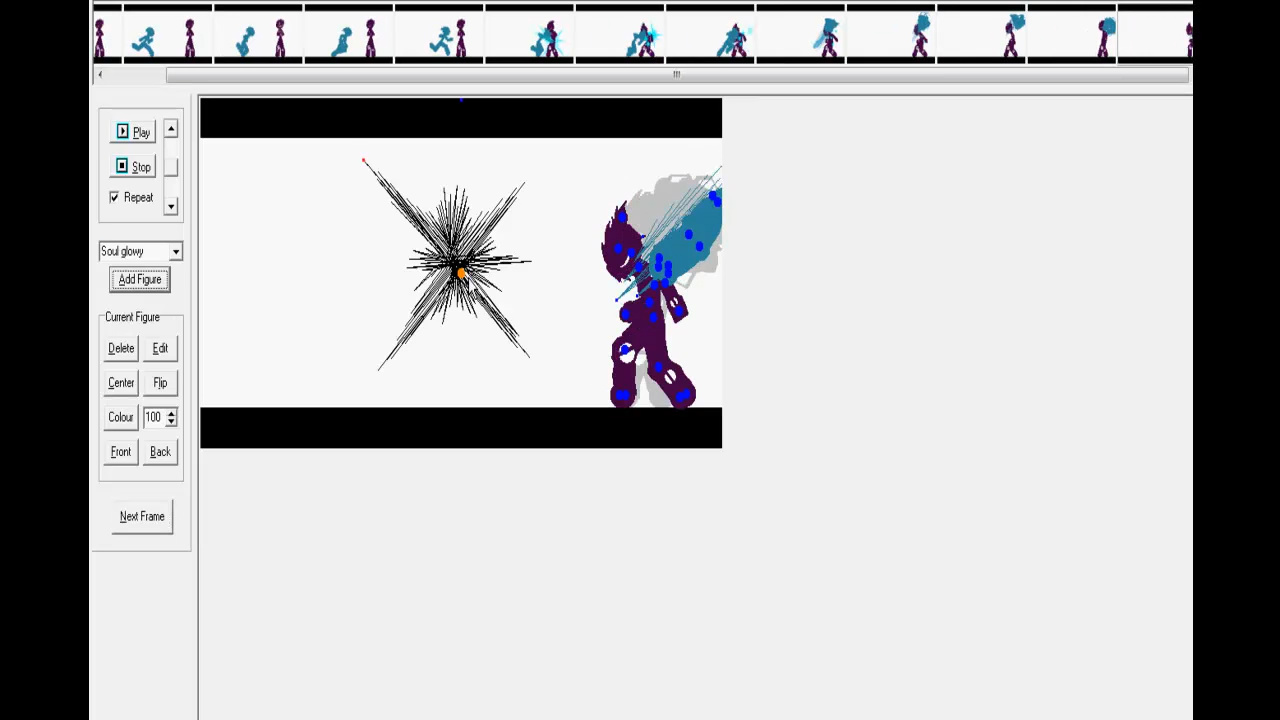 Play
Stop
Repeat
Soul glowy
Add Figure
Current Figure
Delete Edit
Center Flip
Colour 100
Front Back
Next Frame